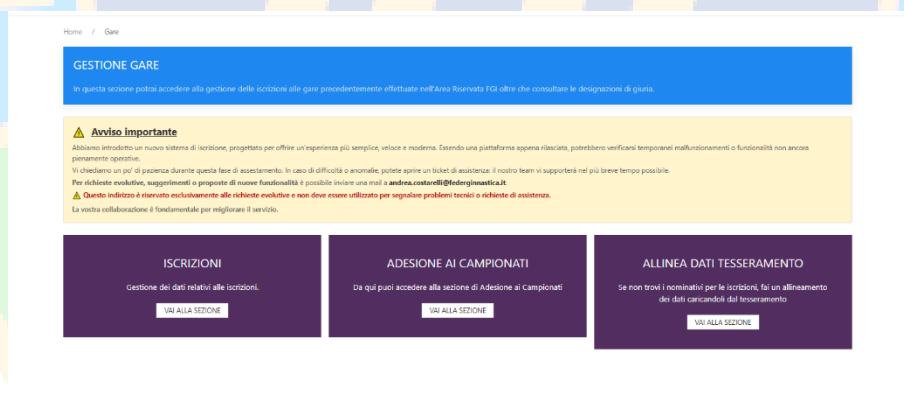 Home / Gare
GESTIONE GARE
In questa sezione potrai accedere alla gestione delle iscrizioni alle gare precedentemente effettuate nell'Area Riservata FGI oltre che consultare le designazioni di giuria.
Avviso importante
Abbiamo introdotto un nuovo sistema di iscrizione, progettato per offrire un'esperienza più semplice, veloce e moderna. Essendo una piattaforma appena rilasciata, potrebbero verificarsi temporanei malfunzionamenti o funzionalità non ancora
pienamente operative.
Vi chiediamo un po' di pazienza durante questa fase di assestamento. In caso di difficoltà o anomalie, potete aprire un ticket di assistenza: il nostro team vi supporterà nel più breve tempo possibile.
Per richieste evolutive, suggerimenti o proposte di nuove funzionalità è possibile inviare una mail a andrea.costarelli@federginnastica.it.
Questo indirizzo è riservato esclusivamente alle richieste evolutive e non deve essere utilizzato per segnalare problemi tecnici o richieste di assistenza.
La vostra collaborazione è fondamentale per migliorare il servizio.
ISCRIZIONI
Gestione dei dati relativi alle iscrizioni.
VAI ALLA SEZIONE
ADESIONE AI CAMPIONATI
Da qui puoi accedere alla sezione di Adesione ai Campionati
VAI ALLA SEZIONE
ALLINEA DATI TESSERAMENTO
Se non trovi i nominativi per le iscrizioni, fai un allineamento
dei dati caricandoli dal tesseramento
VAI ALLA SEZIONE